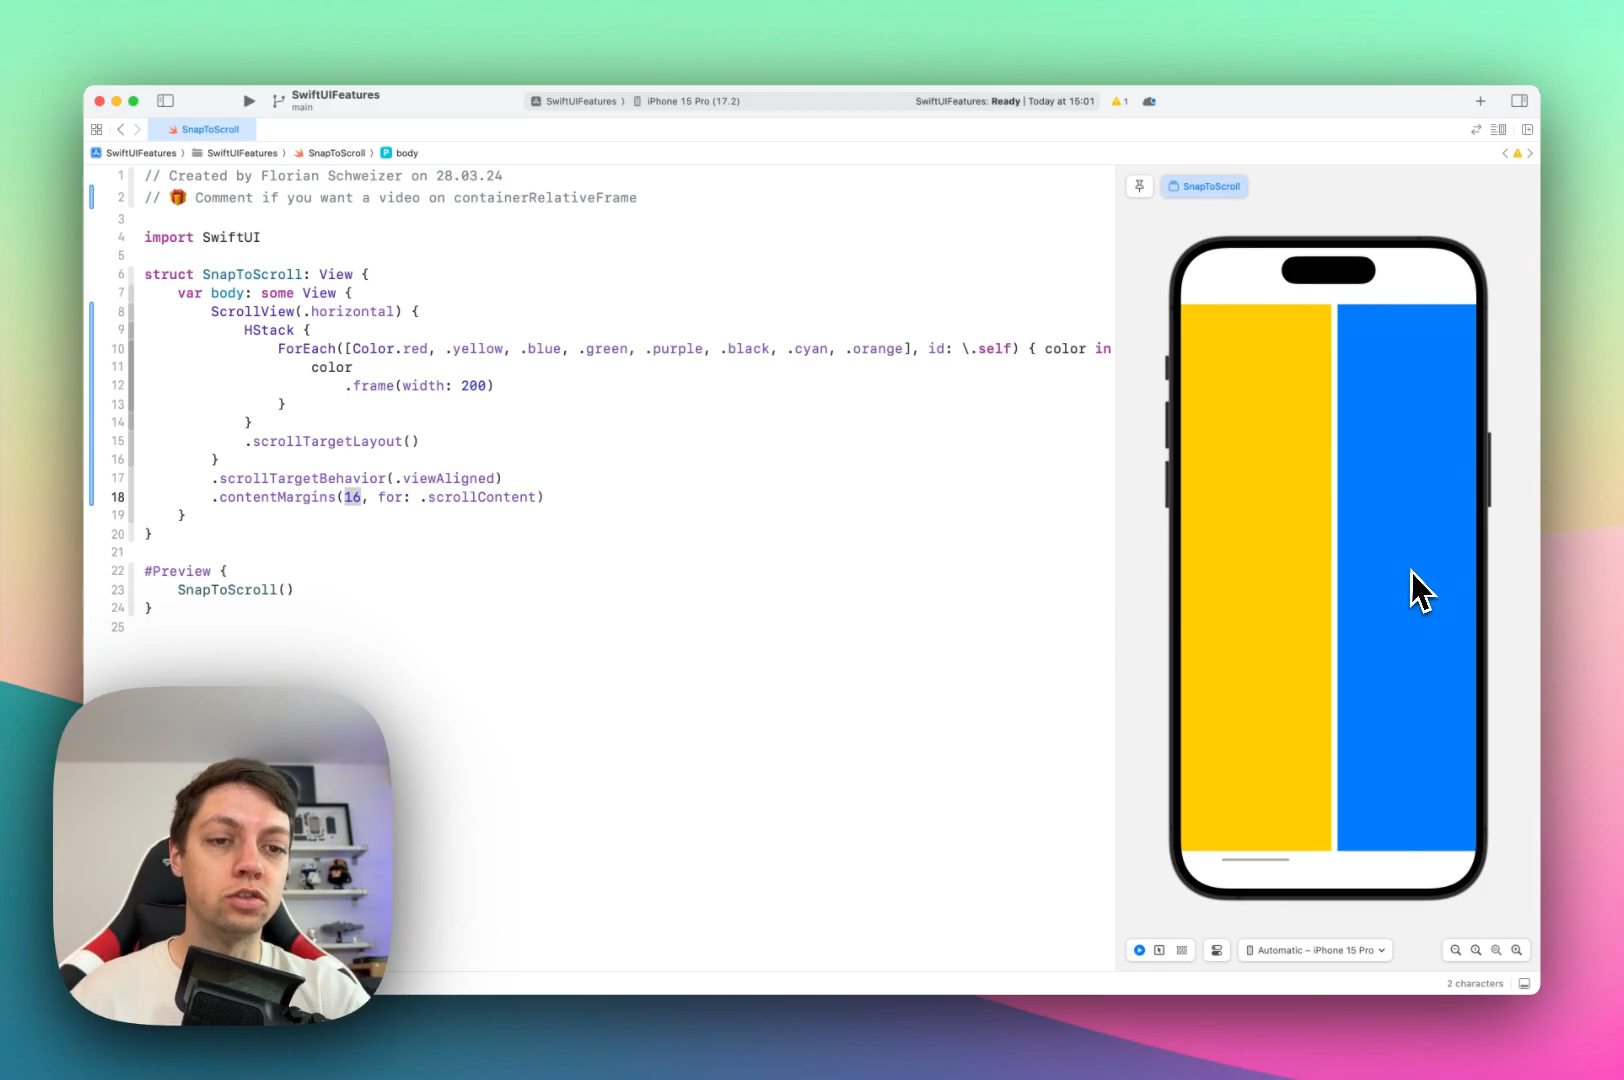 SwiftUIFeatures
main
SwiftUIFeatures 〉 iPhone 15 Pro (17.2)
SwiftUIFeatures: Ready | Today at 15:01
1
SnapToScroll
SwiftUIFeatures 〉 SwiftUIFeatures 〉 SnapToScroll 〉 P body
1 // Created by Florian Schweizer on 28.03.24
2 // 🎁 Comment if you want a video on containerRelativeFrame
3
4 import SwiftUI
5
6 struct SnapToScroll: View {
7 var body: some View {
8 ScrollView(.horizontal) {
9 HStack {
10 ForEach([Color.red, .yellow, .blue, .green, .purple, .black, .cyan, .orange], id: \.self) { color in
11 color
12 .frame(width: 200)
13 }
14 }
15 .scrollTargetLayout()
16 }
17 .scrollTargetBehavior(.viewAligned)
18 .contentMargins(16, for: .scrollContent)
19 }
20 }
21
22 #Preview {
23 SnapToScroll()
24 }
25
SnapToScroll
Automatic – iPhone 15 Pro
2 characters